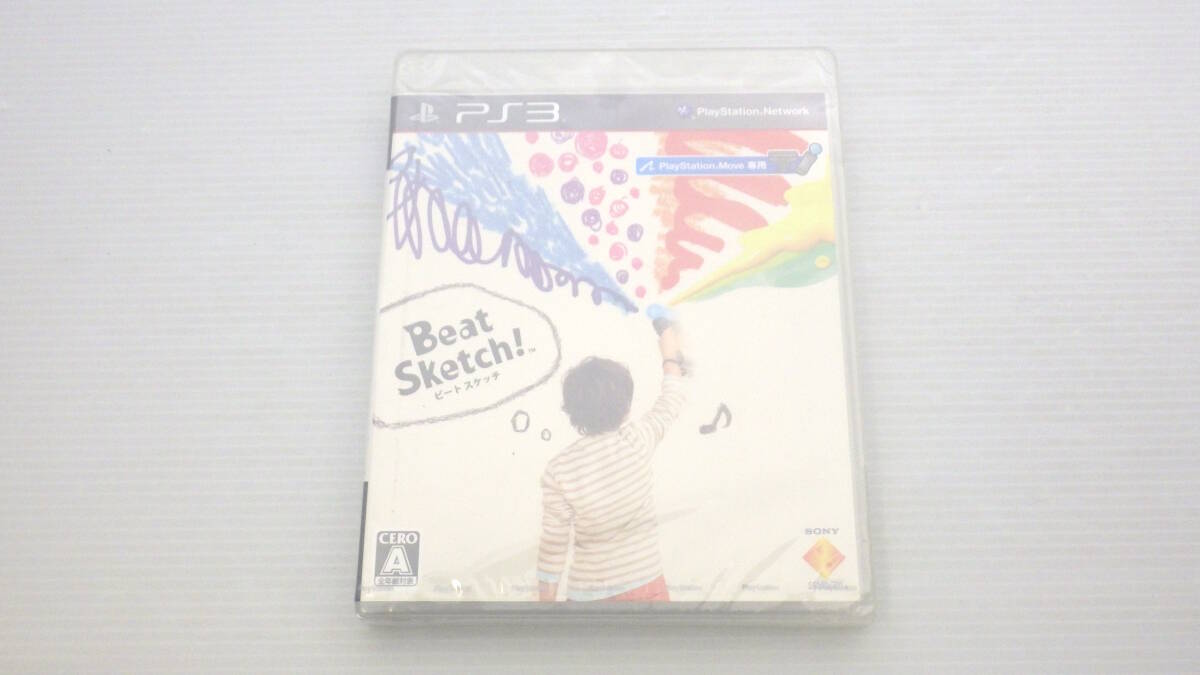 PS3
PlayStation Network
PlayStation Move 専用
Beat
Sketch!™
ビートスケッチ
CERO
A
全年齢対象
SONY